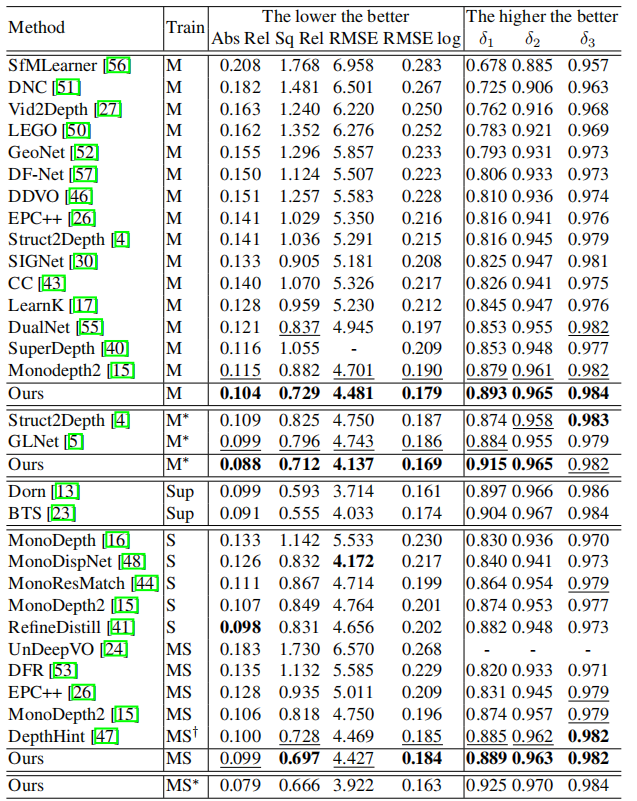 Method Train The lower the better The higher the better
Abs Rel Sq Rel RMSE RMSE log δ1 δ2 δ3
SfMLearner [56] M 0.208 1.768 6.958 0.283 0.678 0.885 0.957
DNC [51] M 0.182 1.481 6.501 0.267 0.725 0.906 0.963
Vid2Depth [27] M 0.163 1.240 6.220 0.250 0.762 0.916 0.968
LEGO [50] M 0.162 1.352 6.276 0.252 0.783 0.921 0.969
GeoNet [52] M 0.155 1.296 5.857 0.233 0.793 0.931 0.973
DF-Net [57] M 0.150 1.124 5.507 0.223 0.806 0.933 0.973
DDVO [46] M 0.151 1.257 5.583 0.228 0.810 0.936 0.974
EPC++ [26] M 0.141 1.029 5.350 0.216 0.816 0.941 0.976
Struct2Depth [4] M 0.141 1.036 5.291 0.215 0.816 0.945 0.979
SIGNet [30] M 0.133 0.905 5.181 0.208 0.825 0.947 0.981
CC [43] M 0.140 1.070 5.326 0.217 0.826 0.941 0.975
LearnK [17] M 0.128 0.959 5.230 0.212 0.845 0.947 0.976
DualNet [55] M 0.121 0.837 4.945 0.197 0.853 0.955 0.982
SuperDepth [40] M 0.116 1.055 - 0.209 0.853 0.948 0.977
Monodepth2 [15] M 0.115 0.882 4.701 0.190 0.879 0.961 0.982
Ours M 0.104 0.729 4.481 0.179 0.893 0.965 0.984
Struct2Depth [4] M* 0.109 0.825 4.750 0.187 0.874 0.958 0.983
GLNet [5] M* 0.099 0.796 4.743 0.186 0.884 0.955 0.979
Ours M* 0.088 0.712 4.137 0.169 0.915 0.965 0.982
Dorn [13] Sup 0.099 0.593 3.714 0.161 0.897 0.966 0.986
BTS [23] Sup 0.091 0.555 4.033 0.174 0.904 0.967 0.984
MonoDepth [16] S 0.133 1.142 5.533 0.230 0.830 0.936 0.970
MonoDispNet [48] S 0.126 0.832 4.172 0.217 0.840 0.941 0.973
MonoResMatch [44] S 0.111 0.867 4.714 0.199 0.864 0.954 0.979
MonoDepth2 [15] S 0.107 0.849 4.764 0.201 0.874 0.953 0.977
RefineDistill [41] S 0.098 0.831 4.656 0.202 0.882 0.948 0.973
UnDeepVO [24] MS 0.183 1.730 6.570 0.268 - - -
DFR [53] MS 0.135 1.132 5.585 0.229 0.820 0.933 0.971
EPC++ [26] MS 0.128 0.935 5.011 0.209 0.831 0.945 0.979
MonoDepth2 [15] MS 0.106 0.818 4.750 0.196 0.874 0.957 0.979
DepthHint [47] MS† 0.100 0.728 4.469 0.185 0.885 0.962 0.982
Ours MS 0.099 0.697 4.427 0.184 0.889 0.963 0.982
Ours MS* 0.079 0.666 3.922 0.163 0.925 0.970 0.984